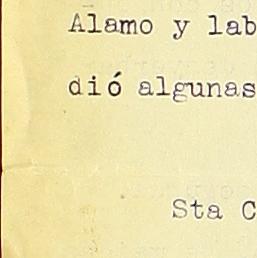 Alamo y lab
dió algunas
Sta C